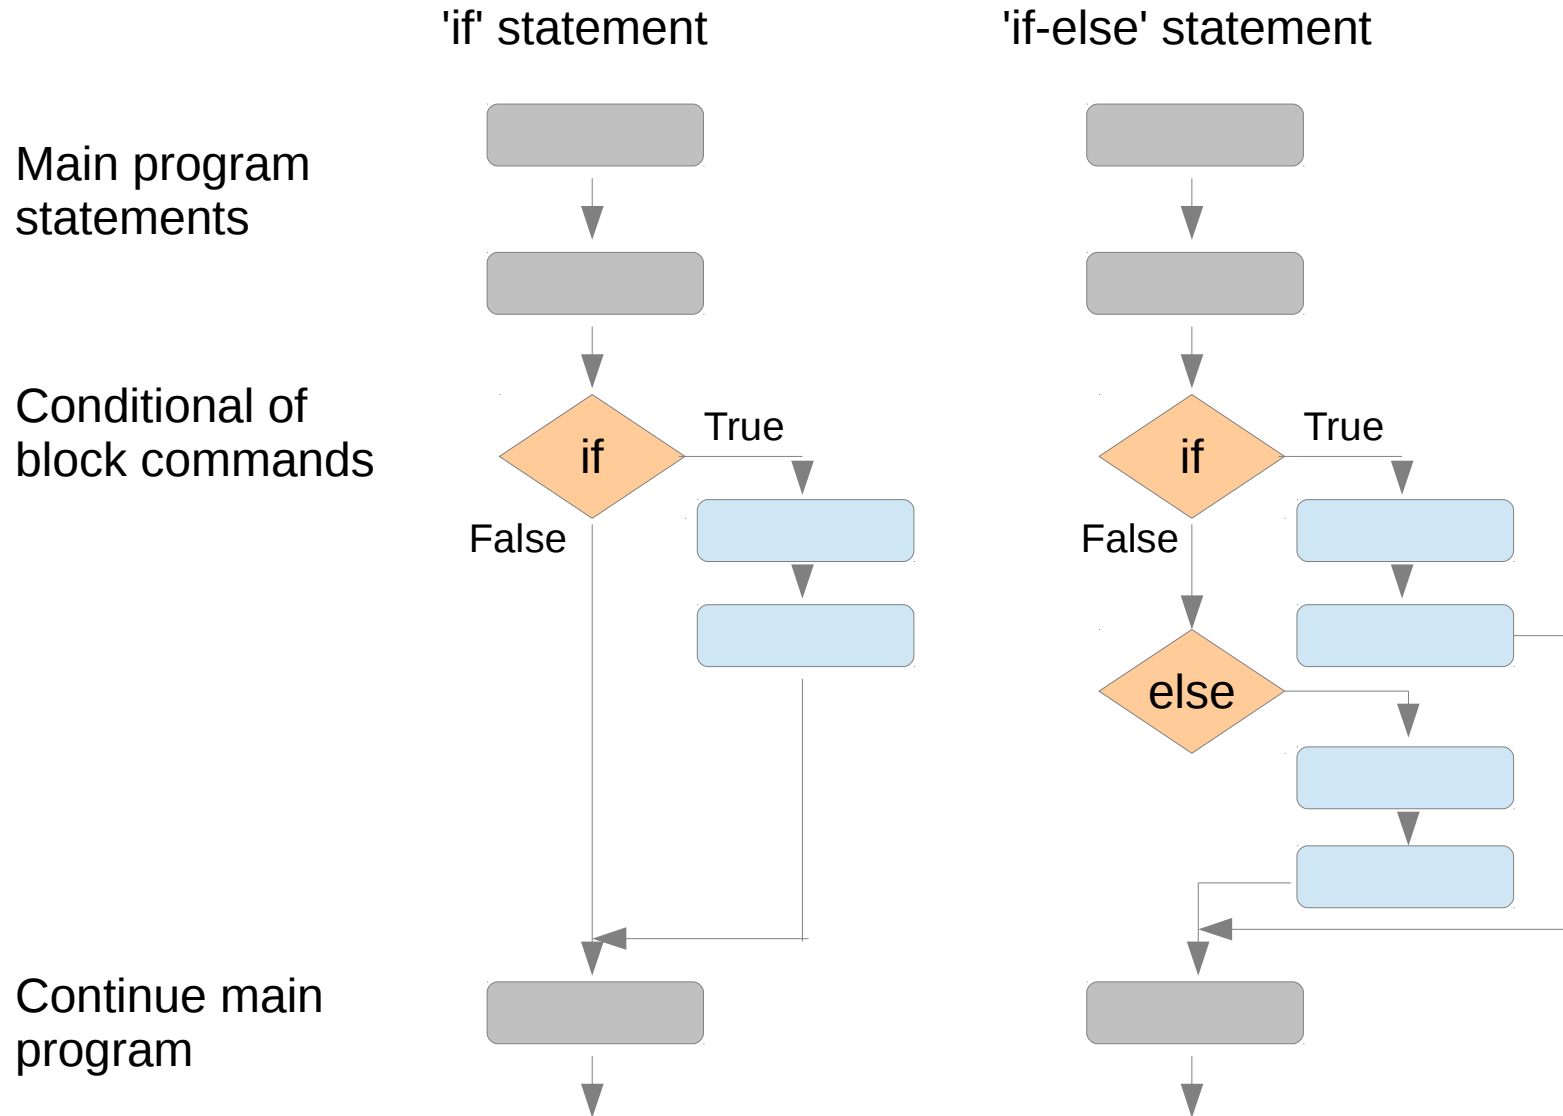 'if' statement
'if-else' statement
Main program
statements
Conditional of
block commands
if
True
False
if
True
False
else
Continue main
program